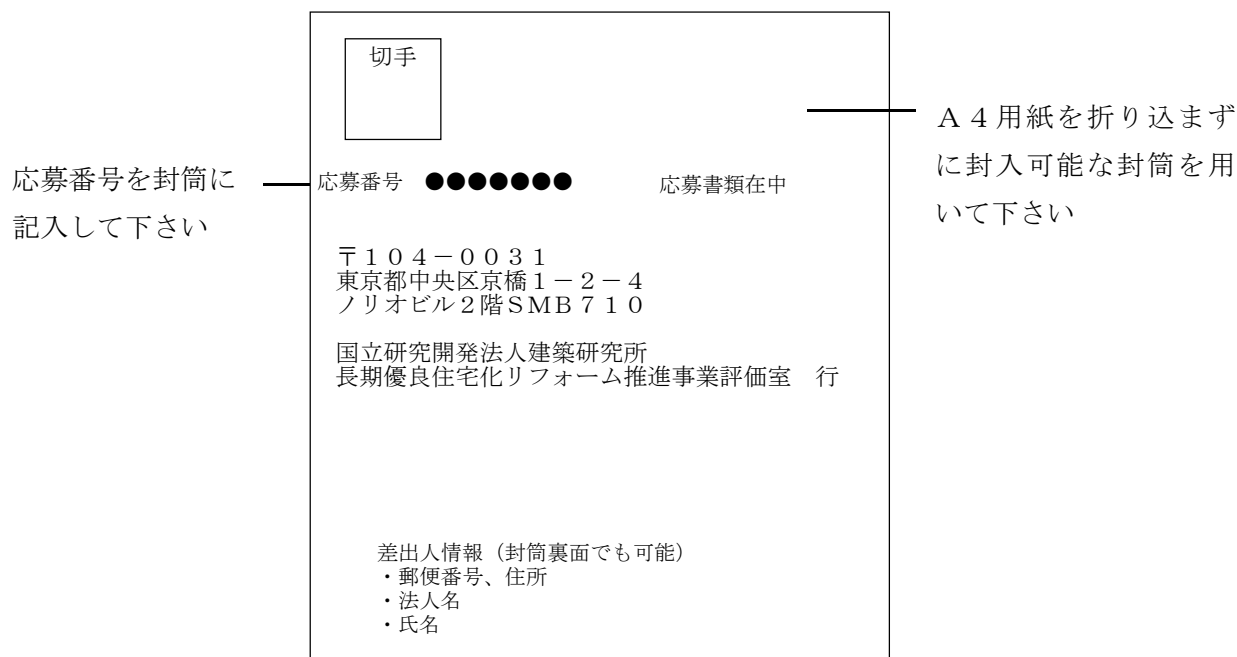 切手
A4用紙を折り込まず
に封入可能な封筒を用
いて下さい
応募番号を封筒に
記入して下さい
応募番号 ●●●●●●●
応募書類在中
〒104-0031
東京都中央区京橋1-2-4
ノリオビル2階SMB710
国立研究開発法人建築研究所
長期優良住宅化リフォーム推進事業評価室 行
差出人情報(封筒裏面でも可能)
・郵便番号、住所
・法人名
・氏名